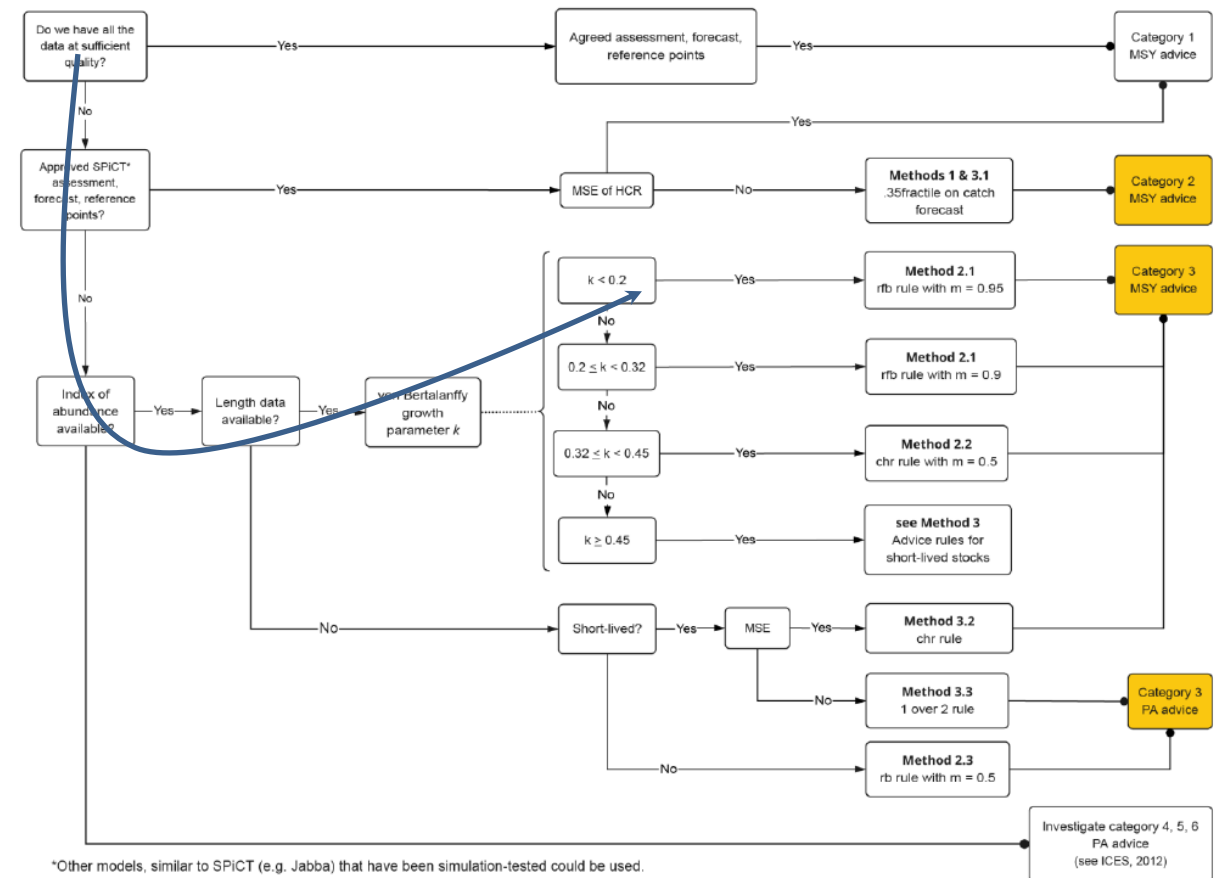 Do we have all the
data at sufficient
quality?
Yes
Agreed assessment, forecast,
reference points
Yes
Category 1
MSY advice
No
Yes
Approved SPiCT*
assessment,
forecast, reference
points?
Yes
MSE of HCR
No
Methods 1 & 3.1
.35fractile on catch
forecast
Category 2
MSY advice
No
k < 0.2
Yes
Method 2.1
rfb rule with m = 0.95
Category 3
MSY advice
No
0.2 ≤ k < 0.32
Yes
Method 2.1
rfb rule with m = 0.9
Index of
abundance
available?
Yes
Length data
available?
Yes
von Bertalanffy
growth
parameter k
No
0.32 ≤ k < 0.45
Yes
Method 2.2
chr rule with m = 0.5
No
k ≥ 0.45
Yes
see Method 3
Advice rules for
short-lived stocks
No
Short-lived?
Yes
MSE
Yes
Method 3.2
chr rule
No
Method 3.3
1 over 2 rule
Category 3
PA advice
No
Method 2.3
rb rule with m = 0.5
Investigate category 4, 5, 6
PA advice
(see ICES, 2012)
*Other models, similar to SPiCT (e.g. Jabba) that have been simulation-tested could be used.